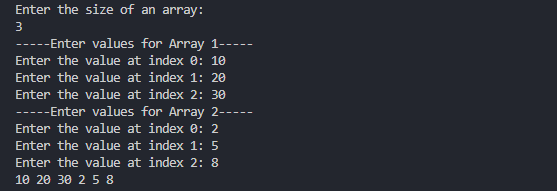 Enter the size of an array:
3
-----Enter values for Array 1-----
Enter the value at index 0: 10
Enter the value at index 1: 20
Enter the value at index 2: 30
-----Enter values for Array 2-----
Enter the value at index 0: 2
Enter the value at index 1: 5
Enter the value at index 2: 8
10 20 30 2 5 8